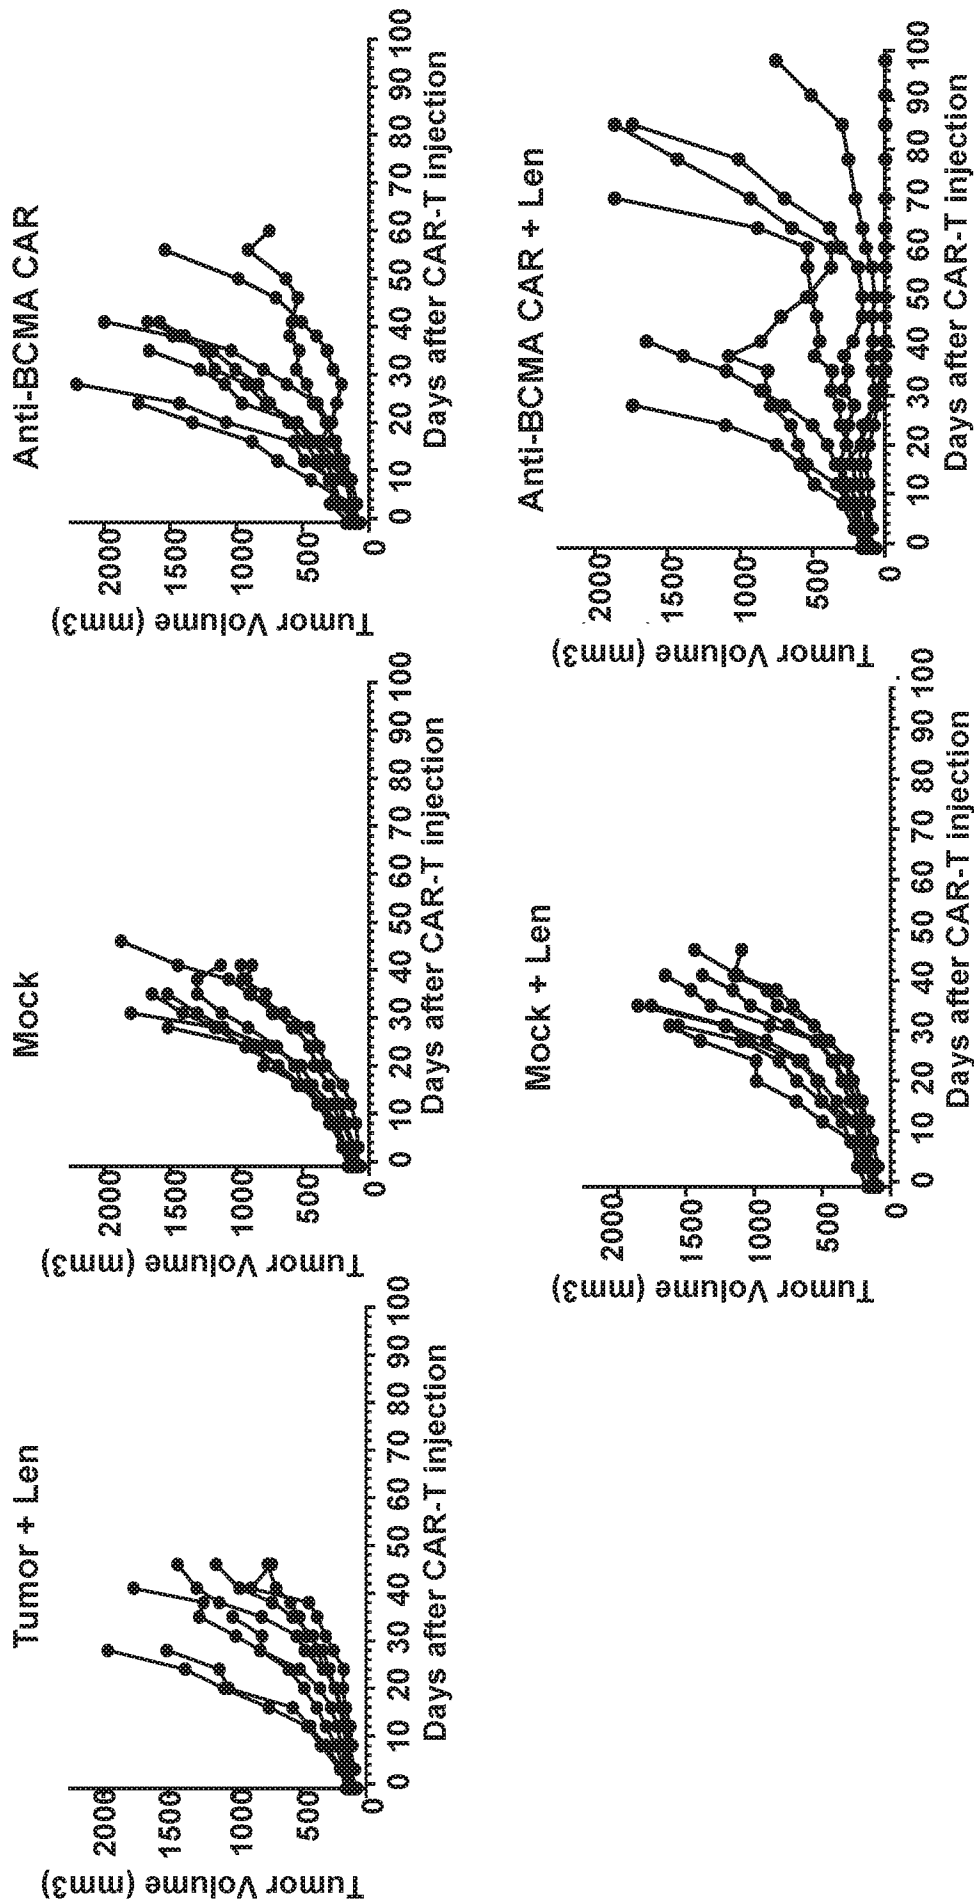 Tumor + Len
Tumor Volume (mm3)
2000
1500
1000
500
0
0 10 20 30 40 50 60 70 80 90 100
Days after CAR-T injection
Mock
Tumor Volume (mm3)
2000
1500
1000
500
0
0 10 20 30 40 50 60 70 80 90 100
Days after CAR-T injection
Anti-BCMA CAR
Tumor Volume (mm3)
2000
1500
1000
500
0
0 10 20 30 40 50 60 70 80 90 100
Days after CAR-T injection
Mock + Len
Tumor Volume (mm3)
2000
1500
1000
500
0
0 10 20 30 40 50 60 70 80 90 100
Days after CAR-T injection
Anti-BCMA CAR + Len
Tumor Volume (mm3)
2000
1500
1000
500
0
0 10 20 30 40 50 60 70 80 90 100
Days after CAR-T injection